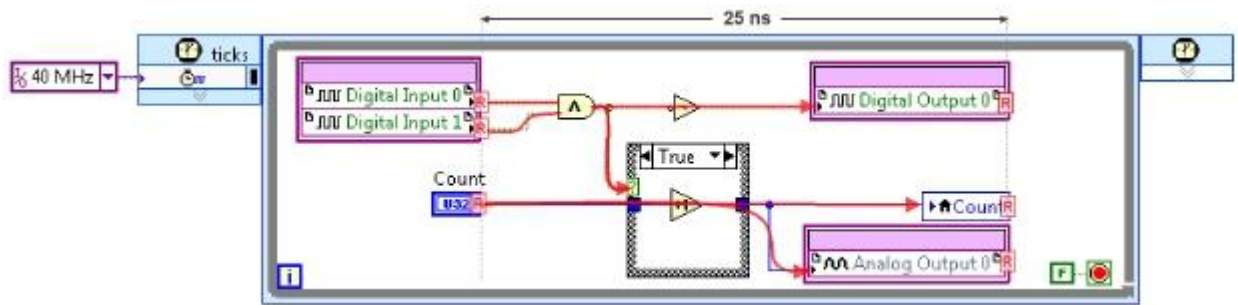 25 ns
ticks
40 MHz
Digital Input 0
Digital Input 1
Digital Output 0
True
Count
U32
Count
Analog Output 0
R
R
R
R
R
R
i
F